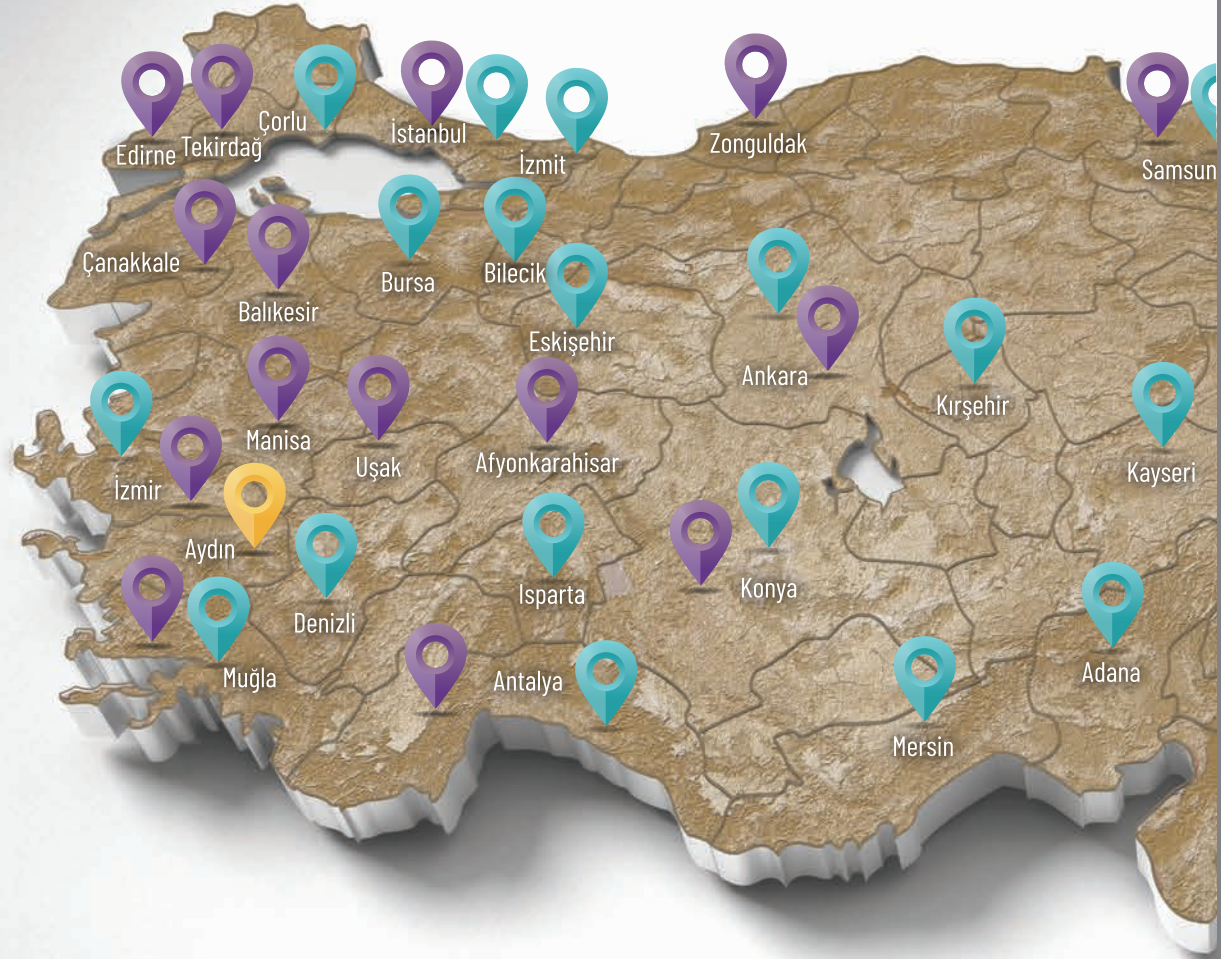 Edirne
Tekirdağ
Çorlu
İstanbul
İzmit
Zonguldak
Samsun
Çanakkale
Balıkesir
Bursa
Bilecik
Eskişehir
Ankara
Kırşehir
Kayseri
Manisa
Uşak
Afyonkarahisar
İzmir
Aydın
Denizli
Isparta
Konya
Muğla
Antalya
Mersin
Adana